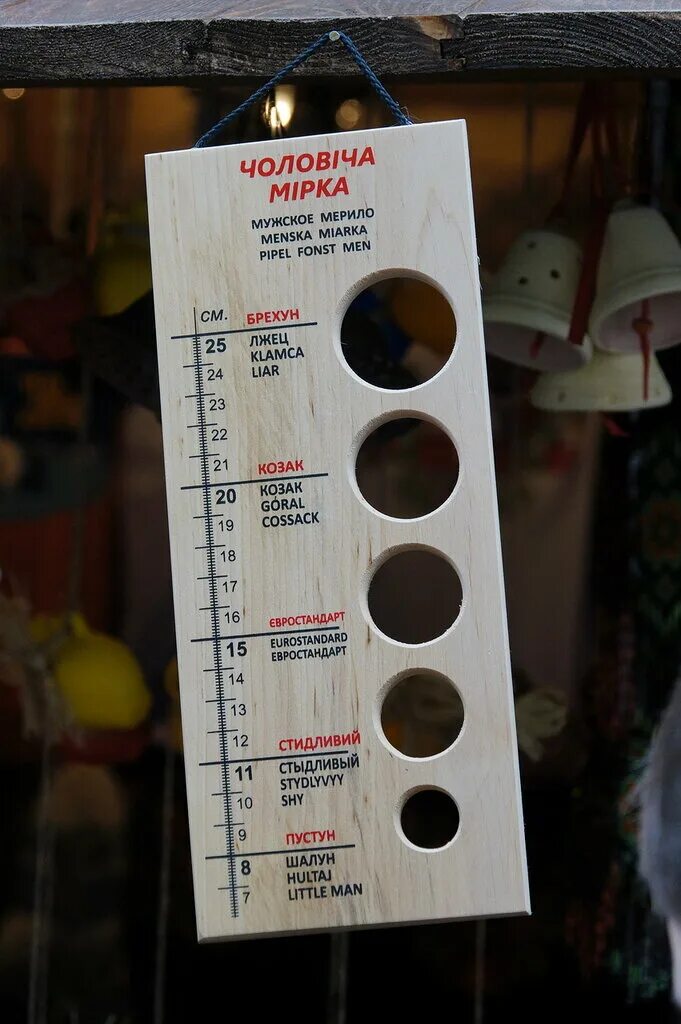 ЧОЛОВІЧА
МІРКА
МУЖСКОЕ МЕРИЛО
MENSKA MIARKA
PIPEL FONST MEN
СМ. БРЕХУН
25 ЛЖЕЦ
KLAMCA
LIAR
24
23
22
21
КОЗАК
20 КОЗАК
GÓRAL
COSSACK
19
18
17
16
ЄВРОСТАНДАРТ
15 EUROSTANDARD
ЕВРОСТАНДАРТ
14
13
12
СТИДЛИВИЙ
11 СТЫДЛИВЫЙ
STYDLYVYY
SHY
10
9
ПУСТУН
8 ШАЛУН
HULTAJ
LITTLE MAN
7